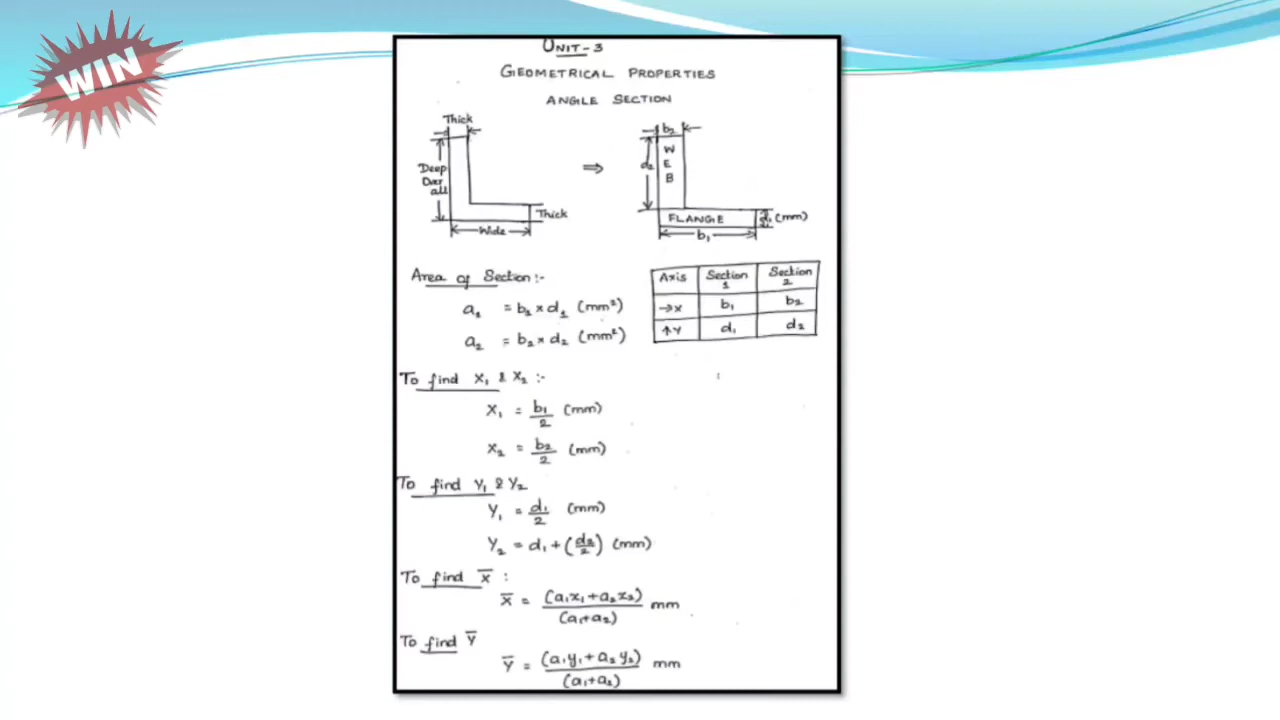 WIN
UNIT - 3
GEOMETRICAL PROPERTIES
ANGLE SECTION
Thick
Deep
Over
all
Wide
Thick
⇒
b₂
d₂
W
E
B
FLANGE
d₁ (mm)
b₁
Area of Section :-
a₁ = b₁ × d₁ (mm²)
a₂ = b₂ × d₂ (mm²)
Axis Section 1 Section 2
→X b₁ b₂
↑Y d₁ d₂
To find X₁ & X₂ :-
X₁ = b₁/2 (mm)
X₂ = b₂/2 (mm)
To find Y₁ & Y₂
Y₁ = d₁/2 (mm)
Y₂ = d₁ + (d₂/2) (mm)
To find X̅ :
X̅ = (a₁x₁ + a₂x₂)/(a₁+a₂) mm
To find Y̅
Y̅ = (a₁y₁ + a₂y₂)/(a₁+a₂) mm